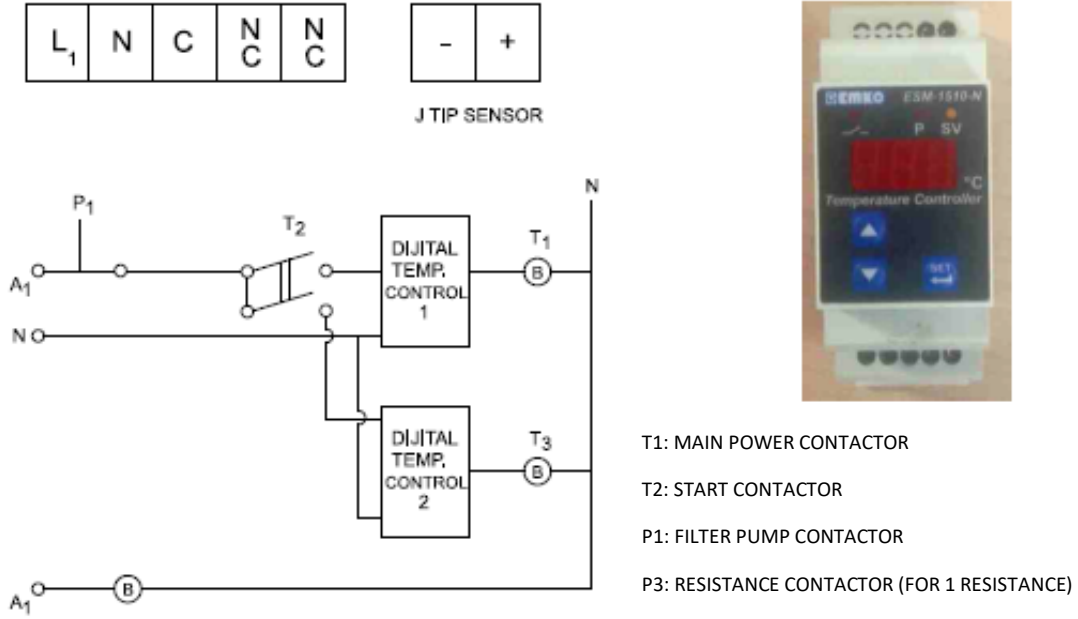 L1 N C NC NC - +
J TIP SENSOR
EMKO ESM-1510-N
P SV
°C
Temperature Controller
SET
P1
T2
A1
N
DIJITAL
TEMP.
CONTROL
1
T1
B
N
DIJITAL
TEMP.
CONTROL
2
T3
B
A1
B
T1: MAIN POWER CONTACTOR
T2: START CONTACTOR
P1: FILTER PUMP CONTACTOR
P3: RESISTANCE CONTACTOR (FOR 1 RESISTANCE)